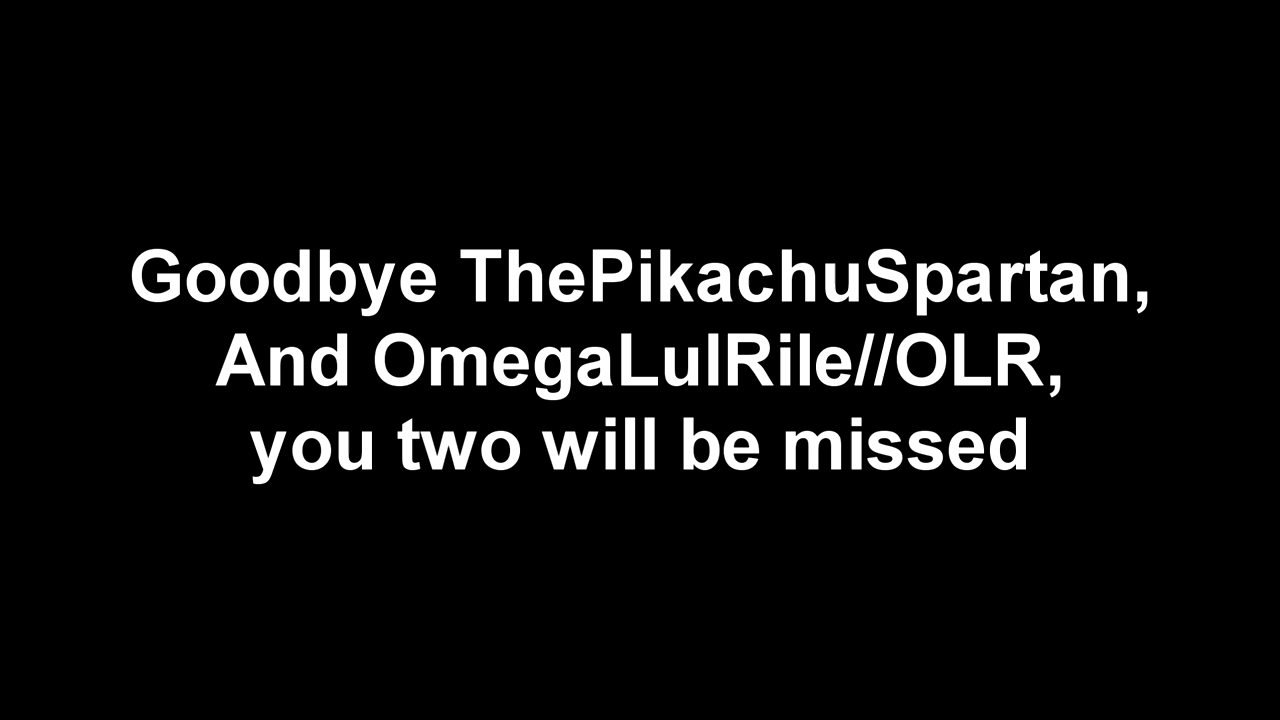 Goodbye ThePikachuSpartan,
And OmegaLulRile//OLR,
you two will be missed